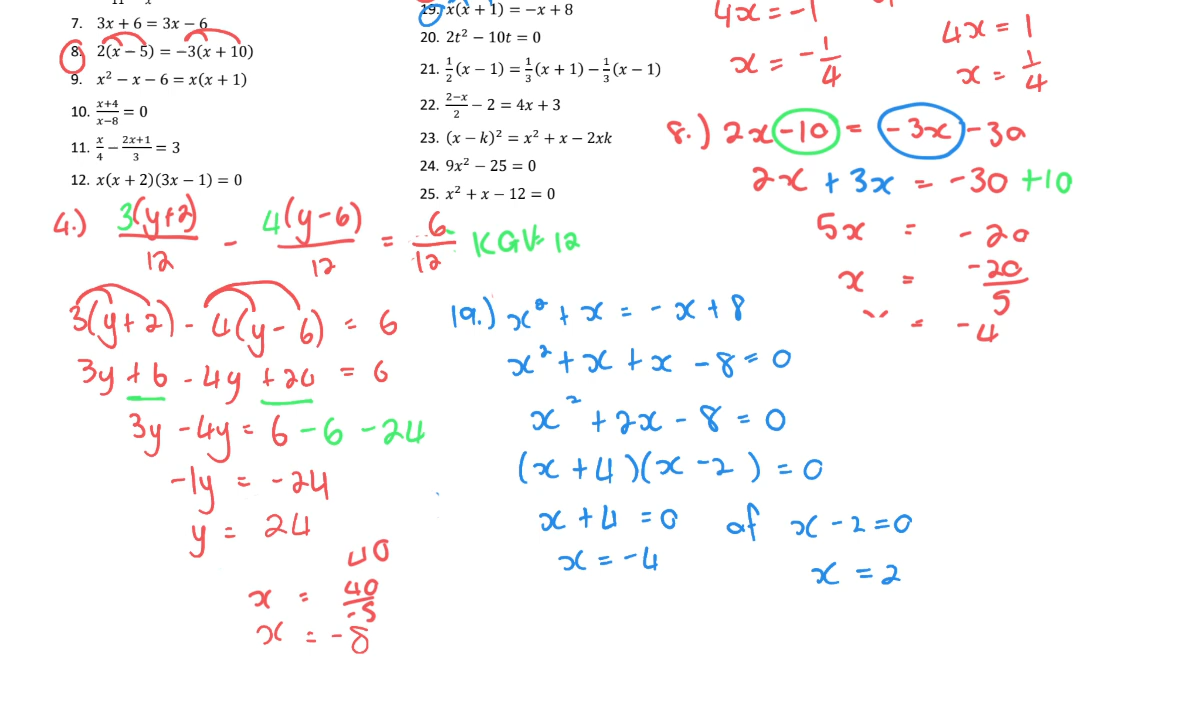 7. 3x + 6 = 3x − 6
8. 2(x − 5) = −3(x + 10)
9. x² − x − 6 = x(x + 1)
10. (x+4)/(x−8) = 0
11. x/4 − (2x+1)/3 = 3
12. x(x + 2)(3x − 1) = 0
19. x(x + 1) = −x + 8
20. 2t² − 10t = 0
21. ½(x − 1) = ⅓(x + 1) − ⅓(x − 1)
22. (2−x)/2 − 2 = 4x + 3
23. (x − k)² = x² + x − 2xk
24. 9x² − 25 = 0
25. x² + x − 12 = 0
4x = −1
x = −1/4
4x = 1
x = 1/4
8.) 2x −10 = −3x −30
2x + 3x = −30 +10
5x = −20
x = −20/5
= −4
4.) 3(y+2)/12 − 4(y−6)/12 = 6/12 KGV= 12
3(y+2) − 4(y−6) = 6
3y + 6 − 4y + 24 = 6
3y − 4y = 6 −6 −24
−1y = −24
y = 24
40
x = 40/−5
x = −8
19.) x² + x = −x + 8
x² + x + x − 8 = 0
x² + 2x − 8 = 0
(x + 4)(x − 2) = 0
x + 4 = 0 of x − 2 = 0
x = −4 x = 2